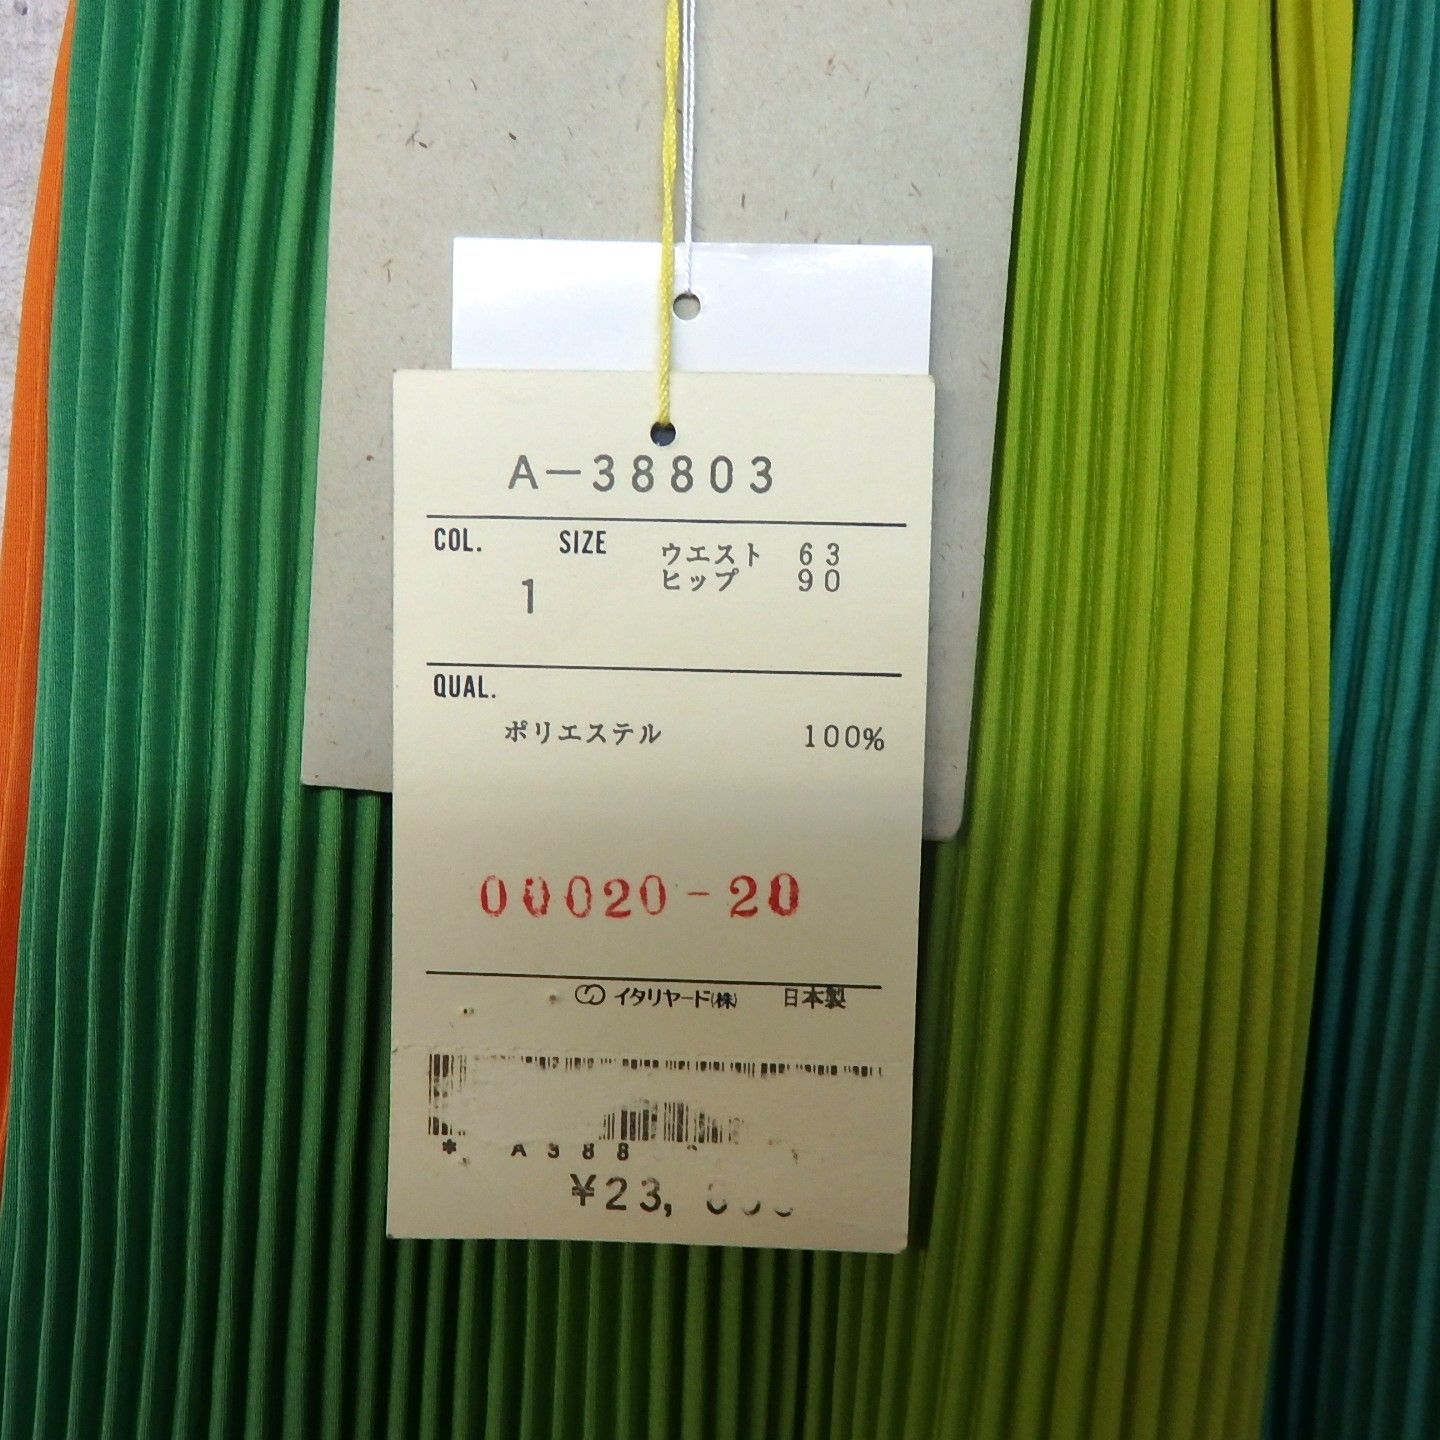 A-38803
COL. SIZE ウエスト 63
1 ヒップ 90
QUAL.
ポリエステル 100%
00020-20
イタリヤード(株) 日本製
* A388
¥23,